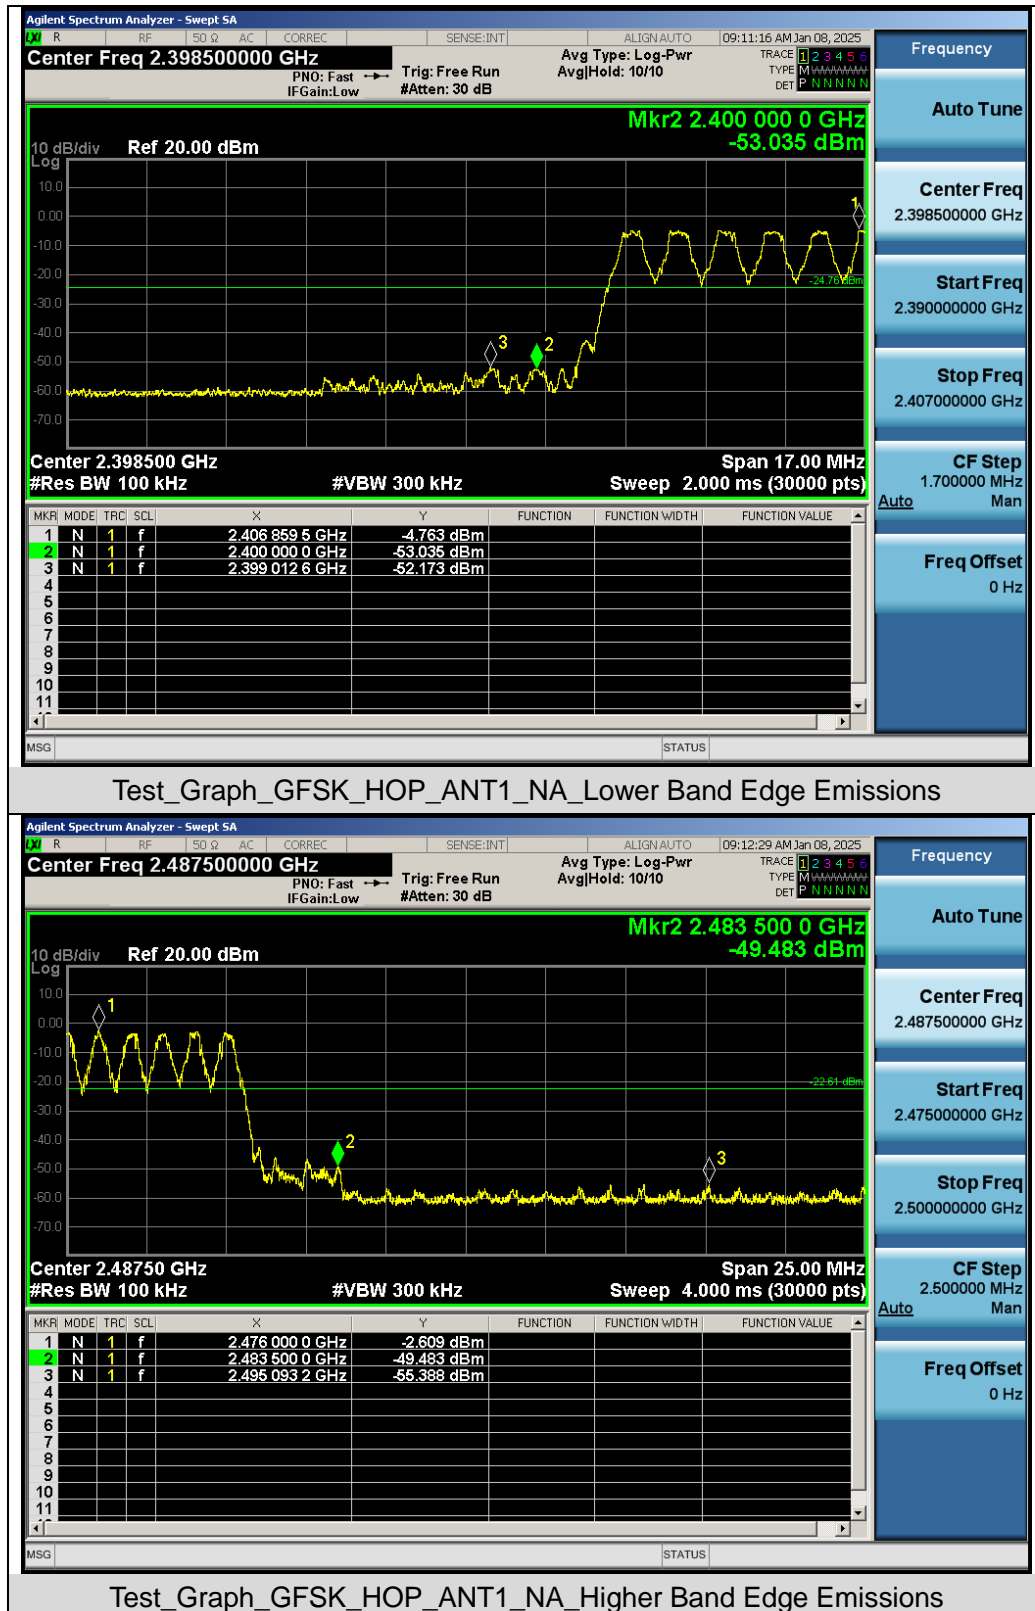 Agilent Spectrum Analyzer - Swept SA
LXI R RF 50 Ω AC CORREC SENSE:INT ALIGN AUTO 09:11:16 AM Jan 08, 2025
Center Freq 2.398500000 GHz
PNO: Fast
IFGain:Low
Trig: Free Run
#Atten: 30 dB
Avg Type: Log-Pwr
Avg|Hold: 10/10
TRACE 1 2 3 4 5 6
TYPE M WWWWW
DET P N N N N N
Mkr2 2.400 000 0 GHz
-53.035 dBm
10 dB/div Ref 20.00 dBm
Log
10.0
0.00
-10.0
-20.0
-30.0
-40.0
-50.0
-60.0
-70.0
1
-24.76 dBm
3
2
Center 2.398500 GHz Span 17.00 MHz
#Res BW 100 kHz #VBW 300 kHz Sweep 2.000 ms (30000 pts)
MKR MODE TRC SCL X Y FUNCTION FUNCTION WIDTH FUNCTION VALUE
1 N 1 f 2.406 859 5 GHz -4.763 dBm
2 N 1 f 2.400 000 0 GHz -53.035 dBm
3 N 1 f 2.399 012 6 GHz -52.173 dBm
4
5
6
7
8
9
10
11
MSG STATUS
Frequency
Auto Tune
Center Freq
2.398500000 GHz
Start Freq
2.390000000 GHz
Stop Freq
2.407000000 GHz
CF Step
1.700000 MHz
Auto Man
Freq Offset
0 Hz
Test_Graph_GFSK_HOP_ANT1_NA_Lower Band Edge Emissions
Agilent Spectrum Analyzer - Swept SA
LXI R RF 50 Ω AC CORREC SENSE:INT ALIGN AUTO 09:12:29 AM Jan 08, 2025
Center Freq 2.487500000 GHz
PNO: Fast
IFGain:Low
Trig: Free Run
#Atten: 30 dB
Avg Type: Log-Pwr
Avg|Hold: 10/10
TRACE 1 2 3 4 5 6
TYPE M WWWWW
DET P N N N N N
Mkr2 2.483 500 0 GHz
-49.483 dBm
10 dB/div Ref 20.00 dBm
Log
10.0
0.00
-10.0
-20.0
-30.0
-40.0
-50.0
-60.0
-70.0
1
-22.61 dBm
2
3
Center 2.48750 GHz Span 25.00 MHz
#Res BW 100 kHz #VBW 300 kHz Sweep 4.000 ms (30000 pts)
MKR MODE TRC SCL X Y FUNCTION FUNCTION WIDTH FUNCTION VALUE
1 N 1 f 2.476 000 0 GHz -2.609 dBm
2 N 1 f 2.483 500 0 GHz -49.483 dBm
3 N 1 f 2.495 093 2 GHz -55.388 dBm
4
5
6
7
8
9
10
11
MSG STATUS
Frequency
Auto Tune
Center Freq
2.487500000 GHz
Start Freq
2.475000000 GHz
Stop Freq
2.500000000 GHz
CF Step
2.500000 MHz
Auto Man
Freq Offset
0 Hz
Test_Graph_GFSK_HOP_ANT1_NA_Higher Band Edge Emissions